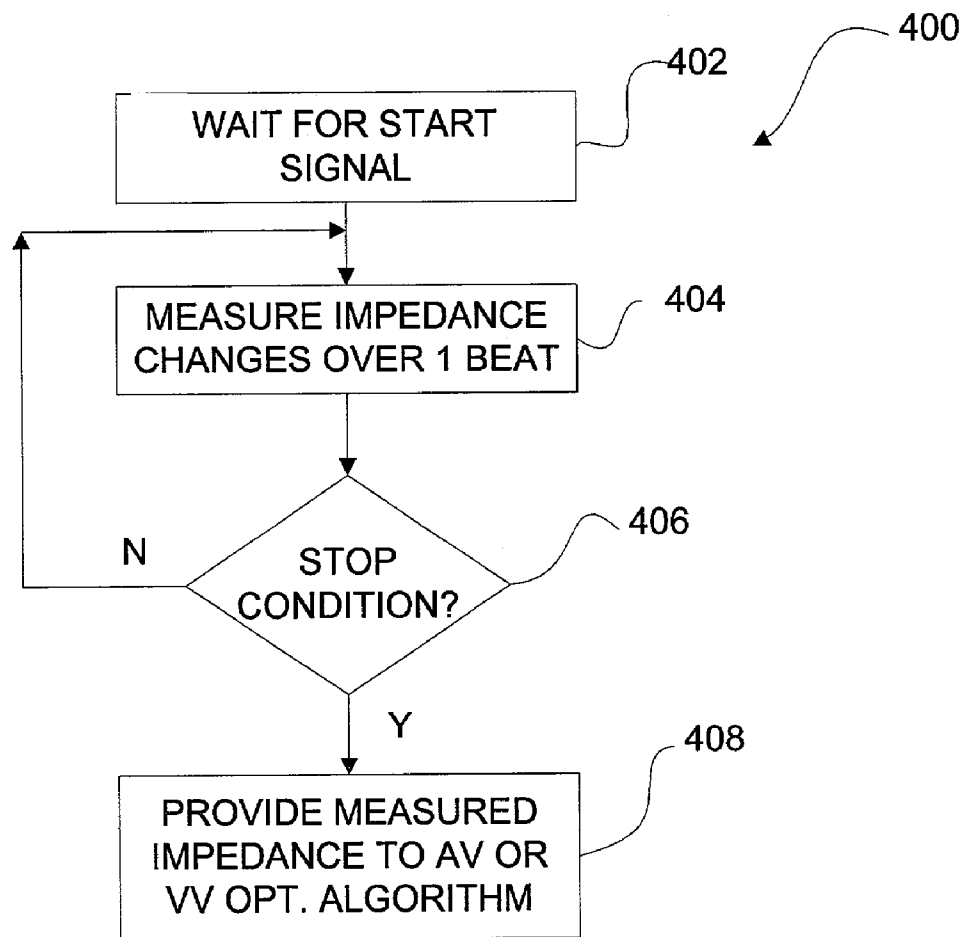 400
402
WAIT FOR START
SIGNAL
404
MEASURE IMPEDANCE
CHANGES OVER 1 BEAT
406
N
STOP
CONDITION?
Y
408
PROVIDE MEASURED
IMPEDANCE TO AV OR
VV OPT. ALGORITHM